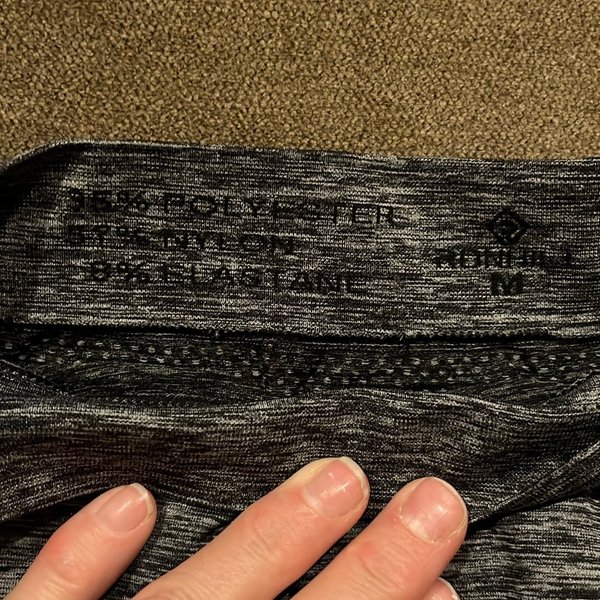 35% POLYESTER
57% NYLON
8% ELASTANE
RONHILL
M